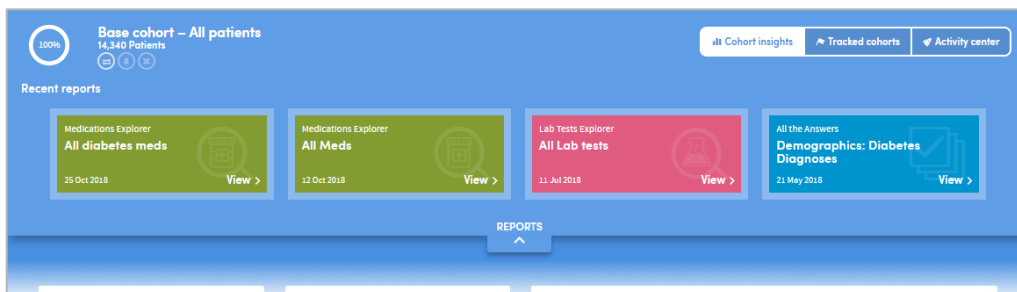 100%
Base cohort – All patients
14,340 Patients
Cohort insights
Tracked cohorts
Activity center
Recent reports
Medications Explorer
All diabetes meds
25 Oct 2018
View >
Medications Explorer
All Meds
12 Oct 2018
View >
Lab Tests Explorer
All Lab tests
11 Jul 2018
View >
All the Answers
Demographics: Diabetes
Diagnoses
21 May 2018
View >
REPORTS